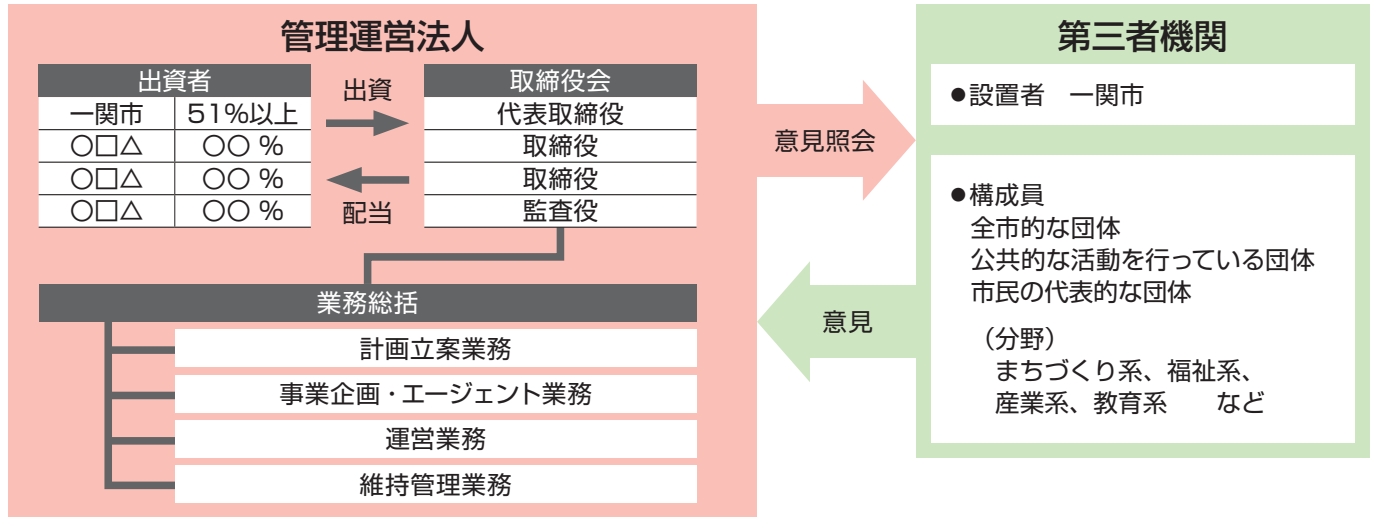 管理運営法人
出資者
一関市 51%以上
〇□△ 〇〇 %
〇□△ 〇〇 %
〇□△ 〇〇 %
出資
配当
取締役会
代表取締役
取締役
取締役
監査役
業務総括
計画立案業務
事業企画・エージェント業務
運営業務
維持管理業務
意見照会
意見
第三者機関
●設置者 一関市
●構成員
全市的な団体
公共的な活動を行っている団体
市民の代表的な団体
（分野）
まちづくり系、福祉系、
産業系、教育系 など